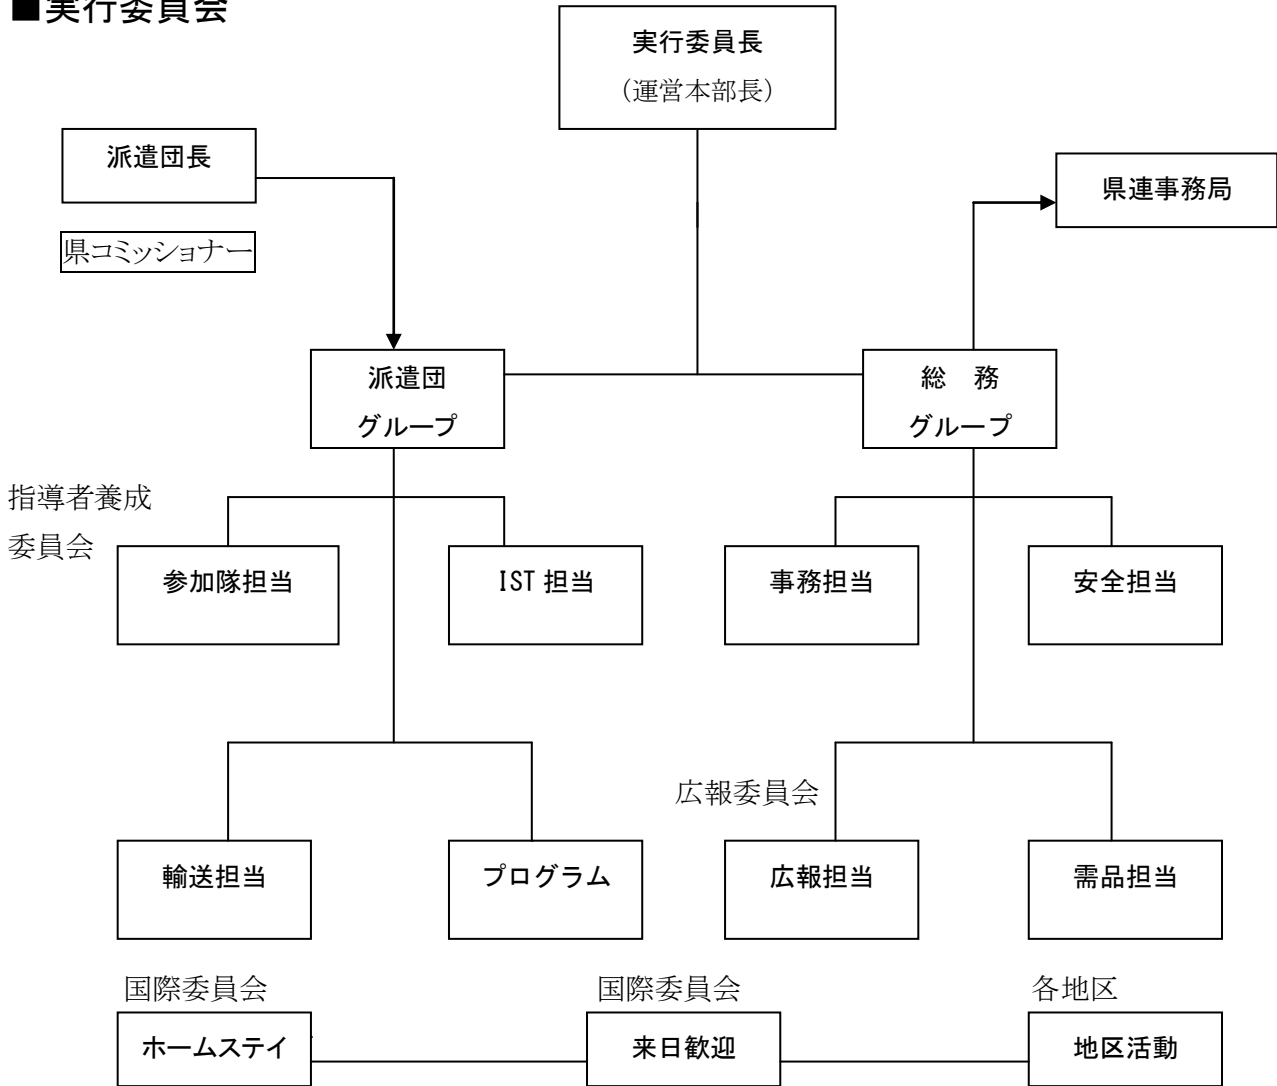 ■実行委員会
実行委員長
（運営本部長）
派遣団長
県連事務局
県コミッショナー
派遣団
グループ
総　務
グループ
指導者養成
委員会
参加隊担当
IST 担当
事務担当
安全担当
広報委員会
輸送担当
プログラム
広報担当
需品担当
国際委員会
国際委員会
各地区
ホームステイ
来日歓迎
地区活動